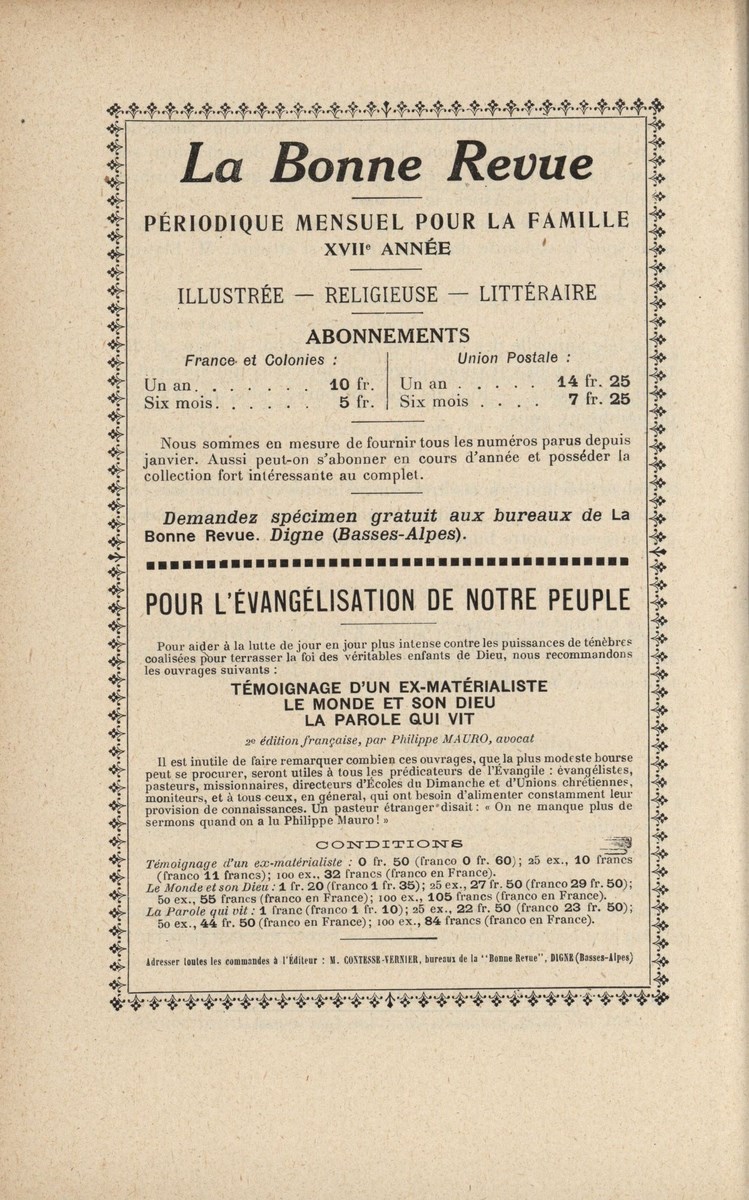 La Bonne Revue
PÉRIODIQUE MENSUEL POUR LA FAMILLE
XVIIe ANNÉE
ILLUSTRÉE — RELIGIEUSE — LITTÉRAIRE
ABONNEMENTS
France et Colonies :
Un an. . . . . . . 10 fr.
Six mois. . . . . . 5 fr.
Union Postale :
Un an . . . . . 14 fr. 25
Six mois . . . . 7 fr. 25
Nous sommes en mesure de fournir tous les numéros parus depuis
janvier. Aussi peut-on s'abonner en cours d'année et posséder la
collection fort intéressante au complet.
Demandez spécimen gratuit aux bureaux de La
Bonne Revue. Digne (Basses-Alpes).
POUR L'ÉVANGÉLISATION DE NOTRE PEUPLE
Pour aider à la lutte de jour en jour plus intense contre les puissances de ténèbres
coalisées pour terrasser la foi des véritables enfants de Dieu, nous recommandons
les ouvrages suivants :
TÉMOIGNAGE D'UN EX-MATÉRIALISTE
LE MONDE ET SON DIEU
LA PAROLE QUI VIT
2e édition française, par Philippe MAURO, avocat
Il est inutile de faire remarquer combien ces ouvrages, que la plus modeste bourse
peut se procurer, seront utiles à tous les prédicateurs de l'Évangile : évangélistes,
pasteurs, missionnaires, directeurs d'Écoles du Dimanche et d'Unions chrétiennes,
moniteurs, et à tous ceux, en géneral, qui ont besoin d'alimenter constamment leur
provision de connaissances. Un pasteur étranger disait : « On ne manque plus de
sermons quand on a lu Philippe Mauro ! »
CONDITIONS
Témoignage d'un ex-matérialiste : 0 fr. 50 (franco 0 fr. 60) ; 25 ex., 10 francs
(franco 11 francs) ; 100 ex., 32 francs (franco en France).
Le Monde et son Dieu : 1 fr. 20 (franco 1 fr. 35) ; 25 ex., 27 fr. 50 (franco 29 fr. 50) ;
50 ex., 55 francs (franco en France) ; 100 ex., 105 francs (franco en France).
La Parole qui vit : 1 franc (franco 1 fr. 10) ; 25 ex., 22 fr. 50 (franco 23 fr. 50) ;
50 ex., 44 fr. 50 (franco en France) ; 100 ex., 84 francs (franco en France).
Adresser toutes les commandes à l'Éditeur : M. CONTESSE-VERNIER, bureaux de la "Bonne Revue", DIGNE (Basses-Alpes)